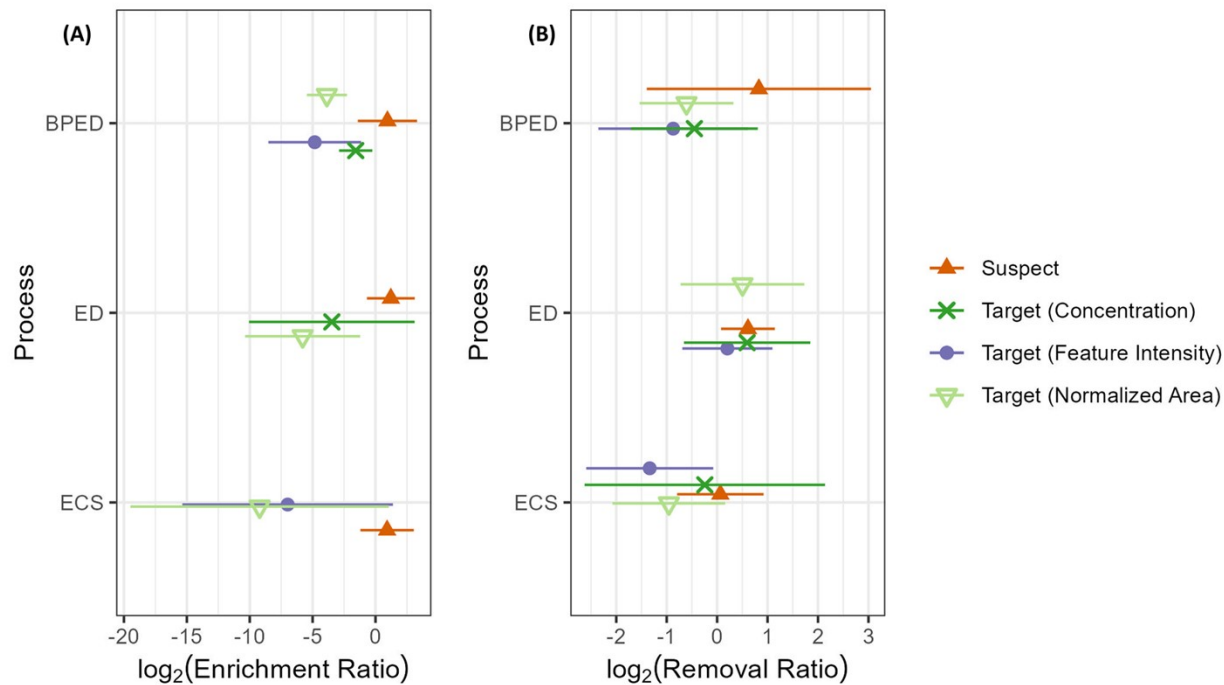 (A)
BPED
ED
ECS
Process
-20 -15 -10 -5 0
log₂(Enrichment Ratio)
(B)
BPED
ED
ECS
Process
-2 -1 0 1 2 3
log₂(Removal Ratio)
Suspect
Target (Concentration)
Target (Feature Intensity)
Target (Normalized Area)